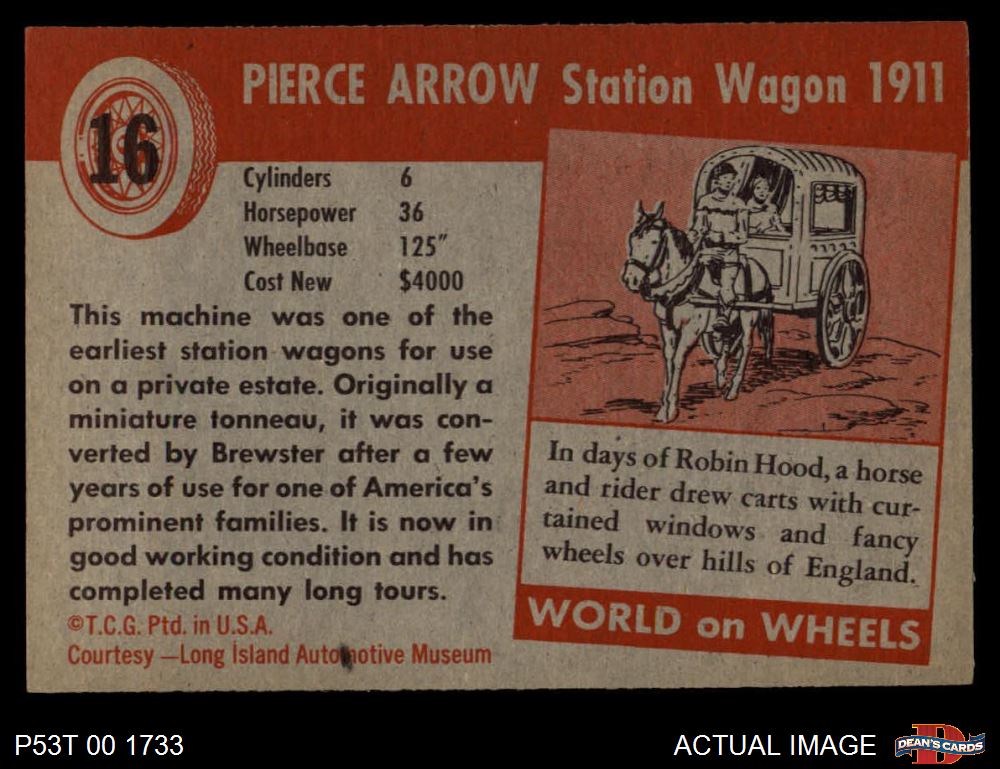 16
PIERCE ARROW Station Wagon 1911
Cylinders 6
Horsepower 36
Wheelbase 125"
Cost New $4000
This machine was one of the
earliest station wagons for use
on a private estate. Originally a
miniature tonneau, it was con-
verted by Brewster after a few
years of use for one of America's
prominent families. It is now in
good working condition and has
completed many long tours.
©T.C.G. Ptd. in U.S.A.
Courtesy —Long Island Automotive Museum
In days of Robin Hood, a horse
and rider drew carts with cur-
tained windows and fancy
wheels over hills of England.
WORLD on WHEELS
P53T 00 1733
ACTUAL IMAGE
DEAN'S CARDS